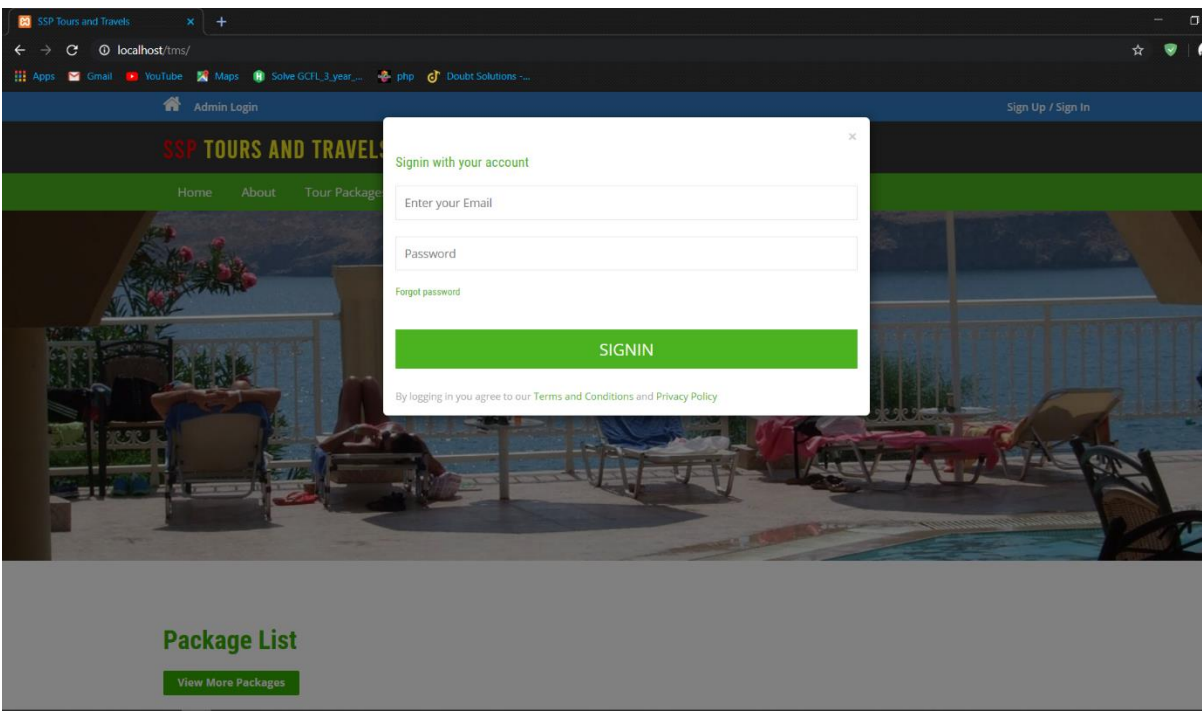 SSP Tours and Travels
localhost/tms/
Apps Gmail YouTube Maps Solve GCFL_3_year_... php Doubt Solutions -...
Admin Login Sign Up / Sign In
SSP TOURS AND TRAVELS
Home About Tour Package
×
Signin with your account
Enter your Email
Password
Forgot password
SIGNIN
By logging in you agree to our Terms and Conditions and Privacy Policy
Package List
View More Packages